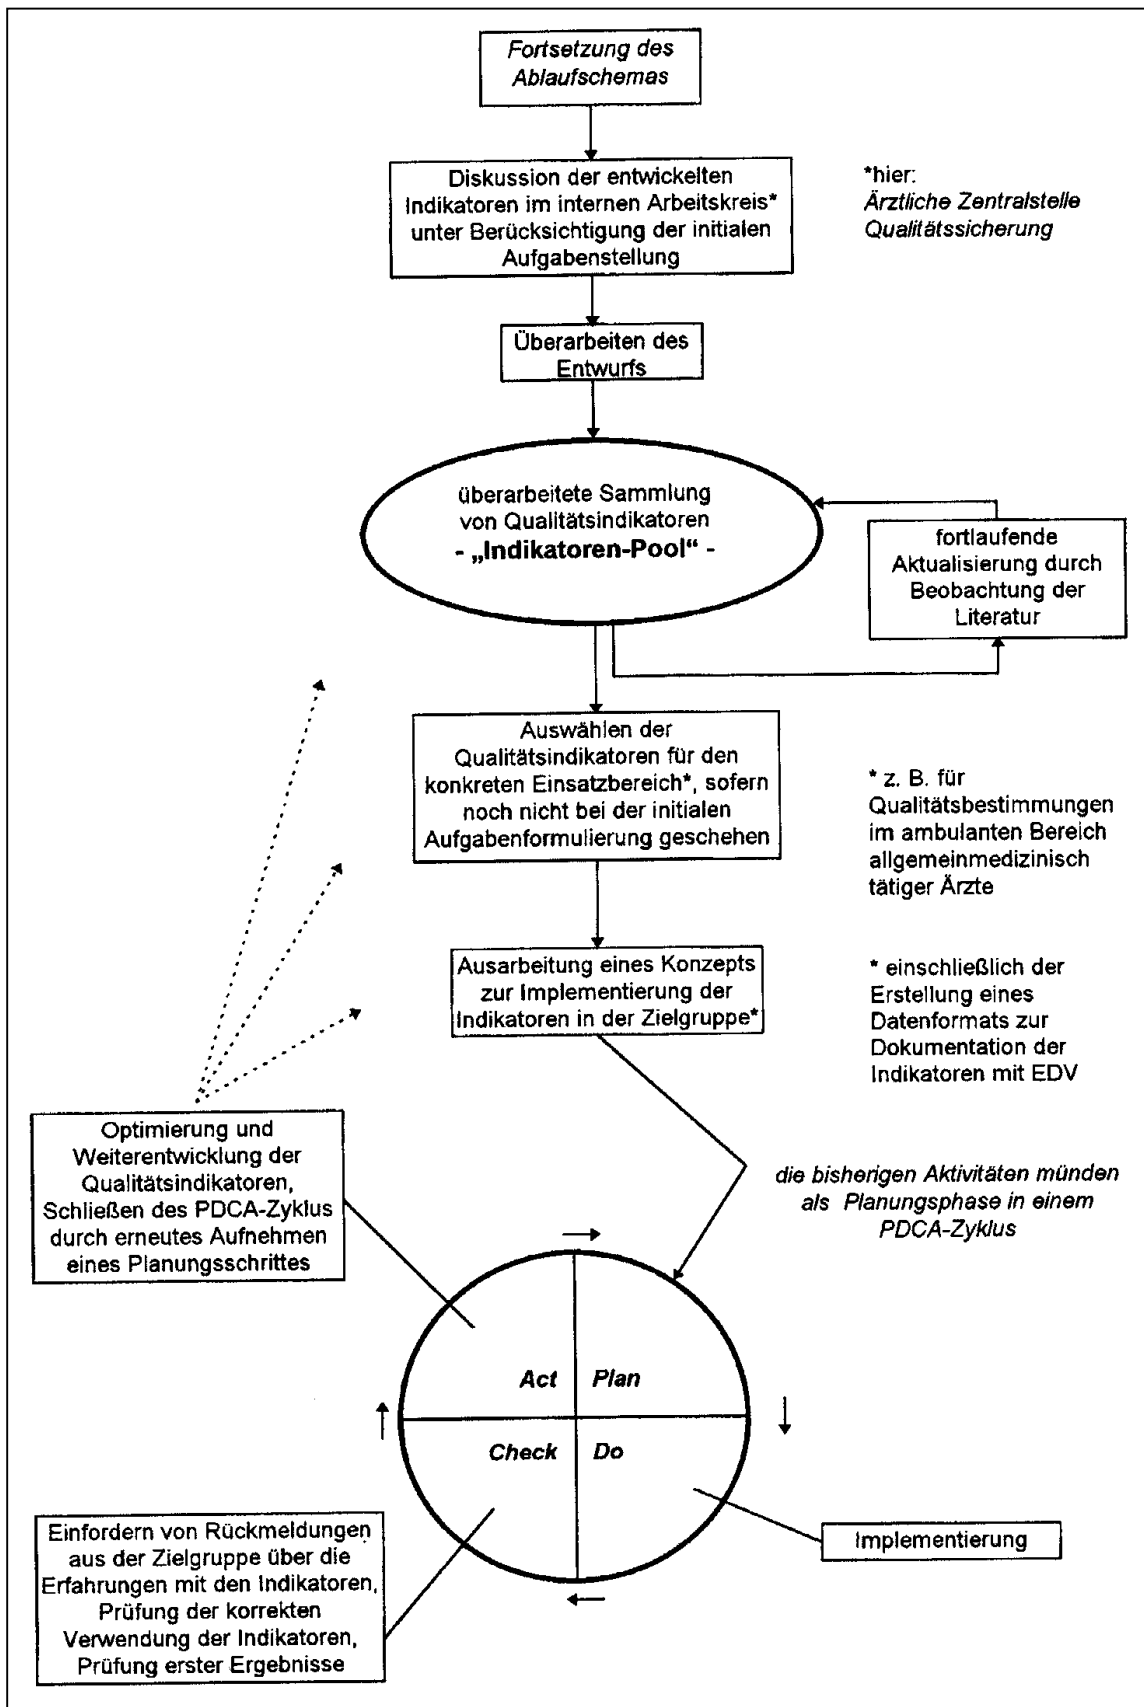 Fortsetzung des
Ablaufschemas
Diskussion der entwickelten
Indikatoren im internen Arbeitskreis*
unter Berücksichtigung der initialen
Aufgabenstellung
*hier:
Ärztliche Zentralstelle
Qualitätssicherung
Überarbeiten des
Entwurfs
überarbeitete Sammlung
von Qualitätsindikatoren
- „Indikatoren-Pool“ -
fortlaufende
Aktualisierung durch
Beobachtung der
Literatur
Auswählen der
Qualitätsindikatoren für den
konkreten Einsatzbereich*, sofern
noch nicht bei der initialen
Aufgabenformulierung geschehen
* z. B. für
Qualitätsbestimmungen
im ambulanten Bereich
allgemeinmedizinisch
tätiger Ärzte
Ausarbeitung eines Konzepts
zur Implementierung der
Indikatoren in der Zielgruppe*
* einschließlich der
Erstellung eines
Datenformats zur
Dokumentation der
Indikatoren mit EDV
Optimierung und
Weiterentwicklung der
Qualitätsindikatoren,
Schließen des PDCA-Zyklus
durch erneutes Aufnehmen
eines Planungsschrittes
die bisherigen Aktivitäten münden
als Planungsphase in einem
PDCA-Zyklus
Act
Plan
Check
Do
Einfordern von Rückmeldungen
aus der Zielgruppe über die
Erfahrungen mit den Indikatoren,
Prüfung der korrekten
Verwendung der Indikatoren,
Prüfung erster Ergebnisse
Implementierung